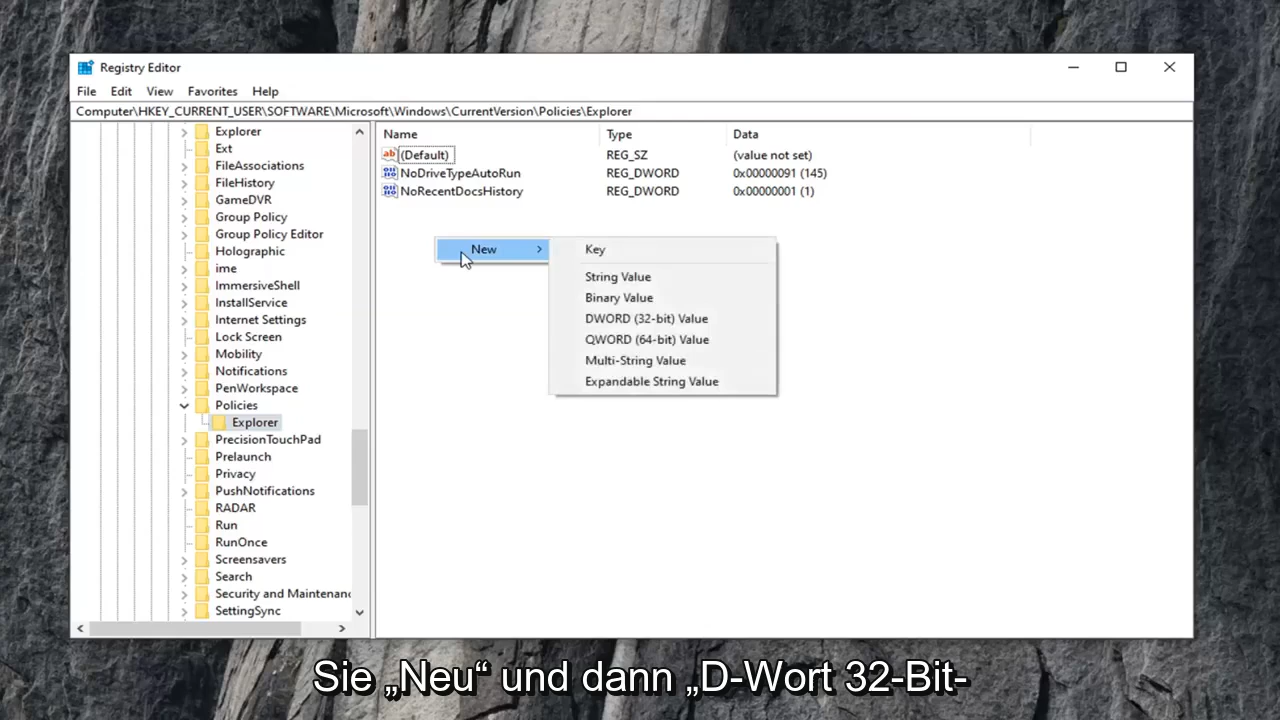 Registry Editor
File Edit View Favorites Help
Computer\HKEY_CURRENT_USER\SOFTWARE\Microsoft\Windows\CurrentVersion\Policies\Explorer
Explorer
Ext
FileAssociations
FileHistory
GameDVR
Group Policy
Group Policy Editor
Holographic
ime
ImmersiveShell
InstallService
Internet Settings
Lock Screen
Mobility
Notifications
PenWorkspace
Policies
Explorer
PrecisionTouchPad
Prelaunch
Privacy
PushNotifications
RADAR
Run
RunOnce
Screensavers
Search
Security and Maintenanc
SettingSync
Name Type Data
ab (Default) REG_SZ (value not set)
NoDriveTypeAutoRun REG_DWORD 0x00000091 (145)
NoRecentDocsHistory REG_DWORD 0x00000001 (1)
New
Key
String Value
Binary Value
DWORD (32-bit) Value
QWORD (64-bit) Value
Multi-String Value
Expandable String Value
Sie „Neu“ und dann „D-Wort 32-Bit-